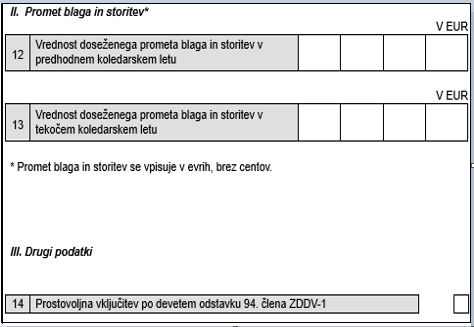 II. Promet blaga in storitev*
V EUR
12 Vrednost doseženega prometa blaga in storitev v
predhodnem koledarskem letu
V EUR
13 Vrednost doseženega prometa blaga in storitev v
tekočem koledarskem letu
* Promet blaga in storitev se vpisuje v evrih, brez centov.
III. Drugi podatki
14 Prostovoljna vključitev po devetem odstavku 94. člena ZDDV-1